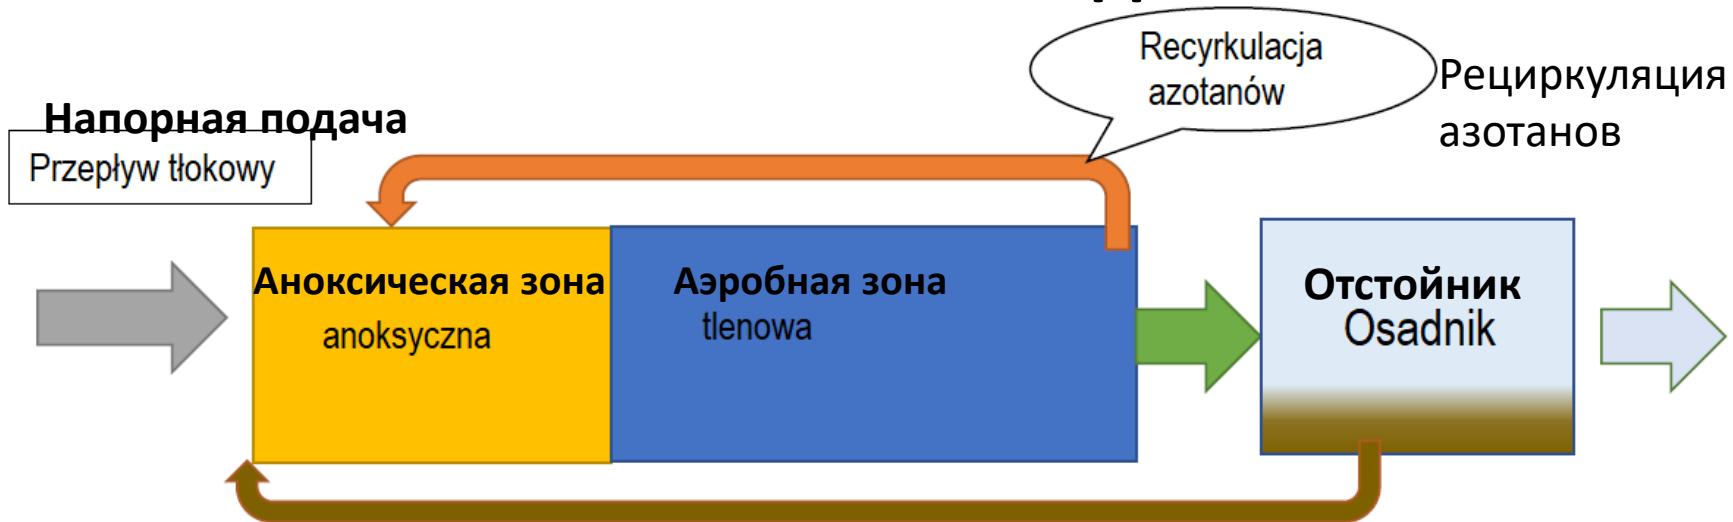 Recyrkulacja
azotanów
Рециркуляция
азотанов
Напорная подача
Przepływ tłokowy
Аноксическая зона
anoksyczna
Аэробная зона
tlenowa
Отстойник
Osadnik